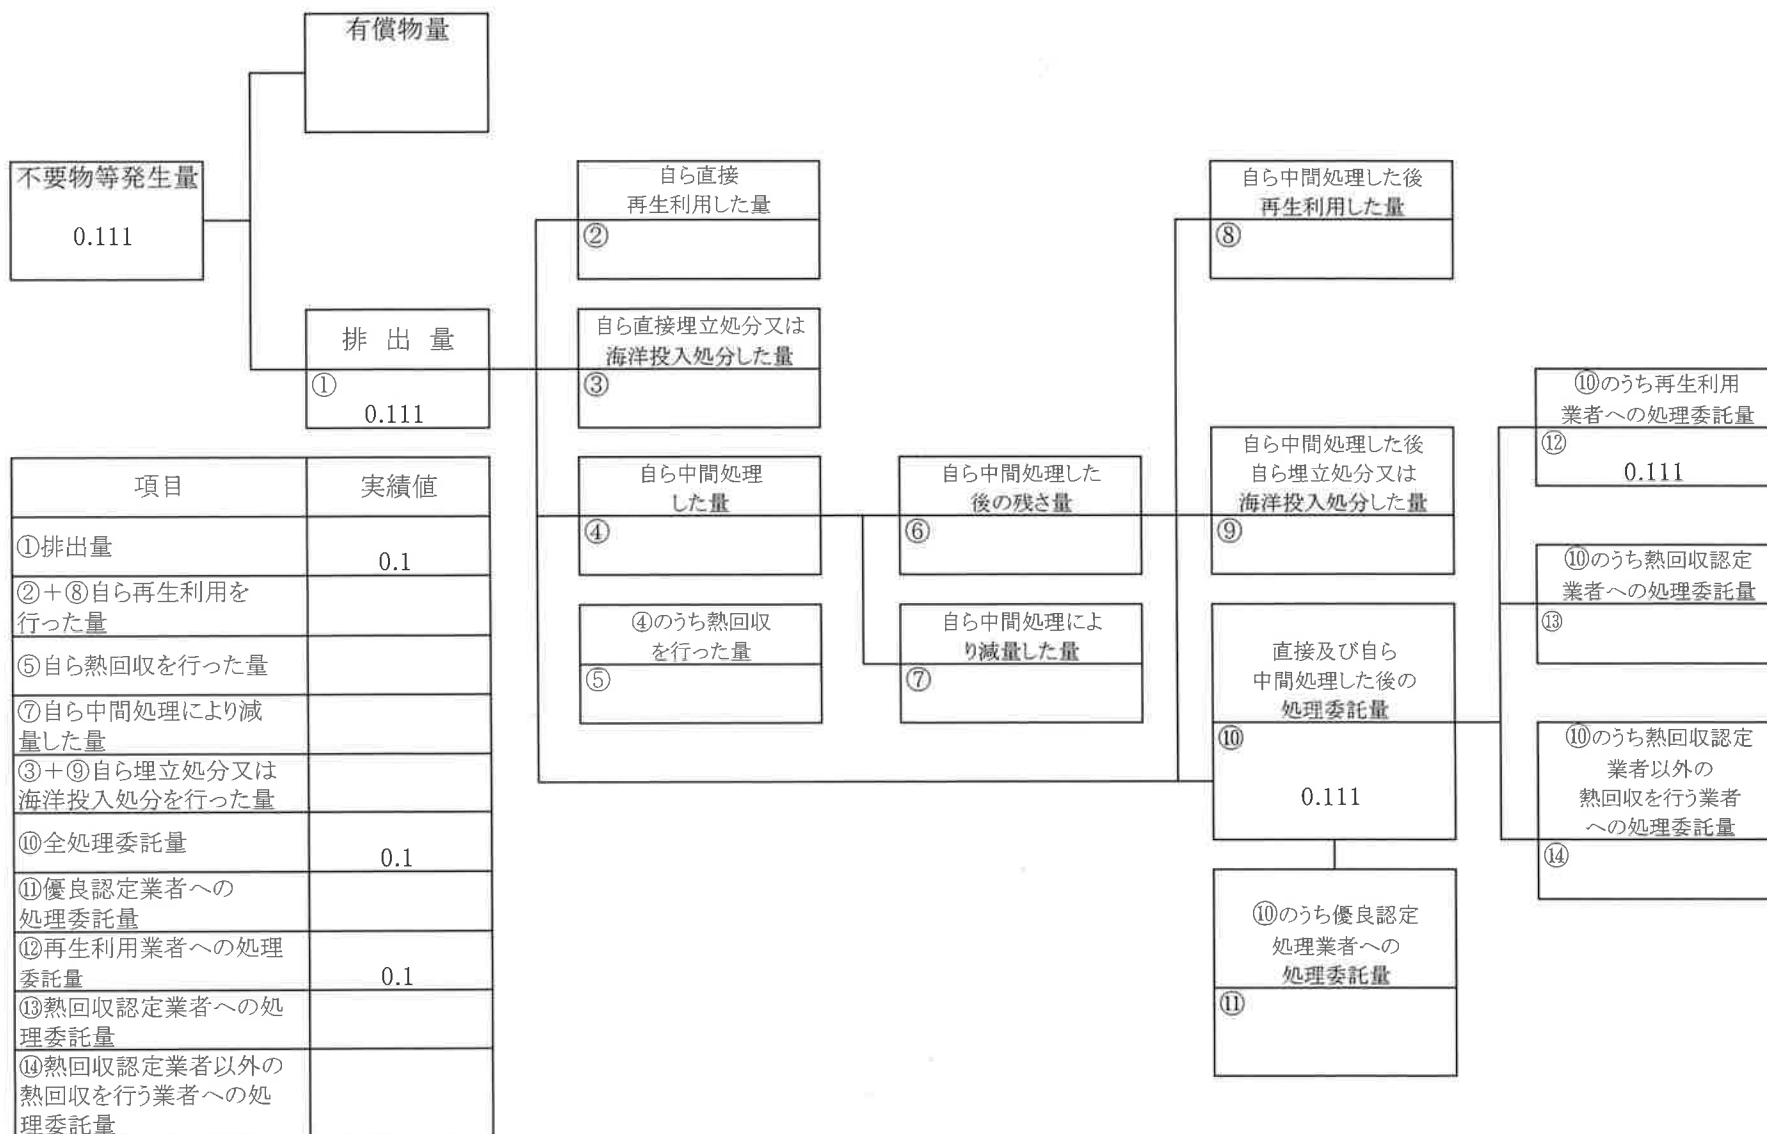 有償物量
不要物等発生量
0.111
排出量
①
0.111
自ら直接
再生利用した量
②
自ら直接埋立処分又は
海洋投入処分した量
③
自ら中間処理
した量
④
④のうち熱回収
を行った量
⑤
自ら中間処理した
後の残さ量
⑥
自ら中間処理によ
り減量した量
⑦
自ら中間処理した後
再生利用した量
⑧
自ら中間処理した後
自ら埋立処分又は
海洋投入処分した量
⑨
直接及び自ら
中間処理した後の
処理委託量
⑩
0.111
⑩のうち優良認定
処理業者への
処理委託量
⑪
⑩のうち再生利用
業者への処理委託量
⑫
0.111
⑩のうち熱回収認定
業者への処理委託量
⑬
⑩のうち熱回収認定
業者以外の
熱回収を行う業者
への処理委託量
⑭
項目 実績値
①排出量 0.1
②+⑧自ら再生利用を
行った量
⑤自ら熱回収を行った量
⑦自ら中間処理により減
量した量
③+⑨自ら埋立処分又は
海洋投入処分を行った量
⑩全処理委託量 0.1
⑪優良認定業者への
処理委託量
⑫再生利用業者への処理
委託量 0.1
⑬熱回収認定業者への処
理委託量
⑭熱回収認定業者以外の
熱回収を行う業者への処
理委託量